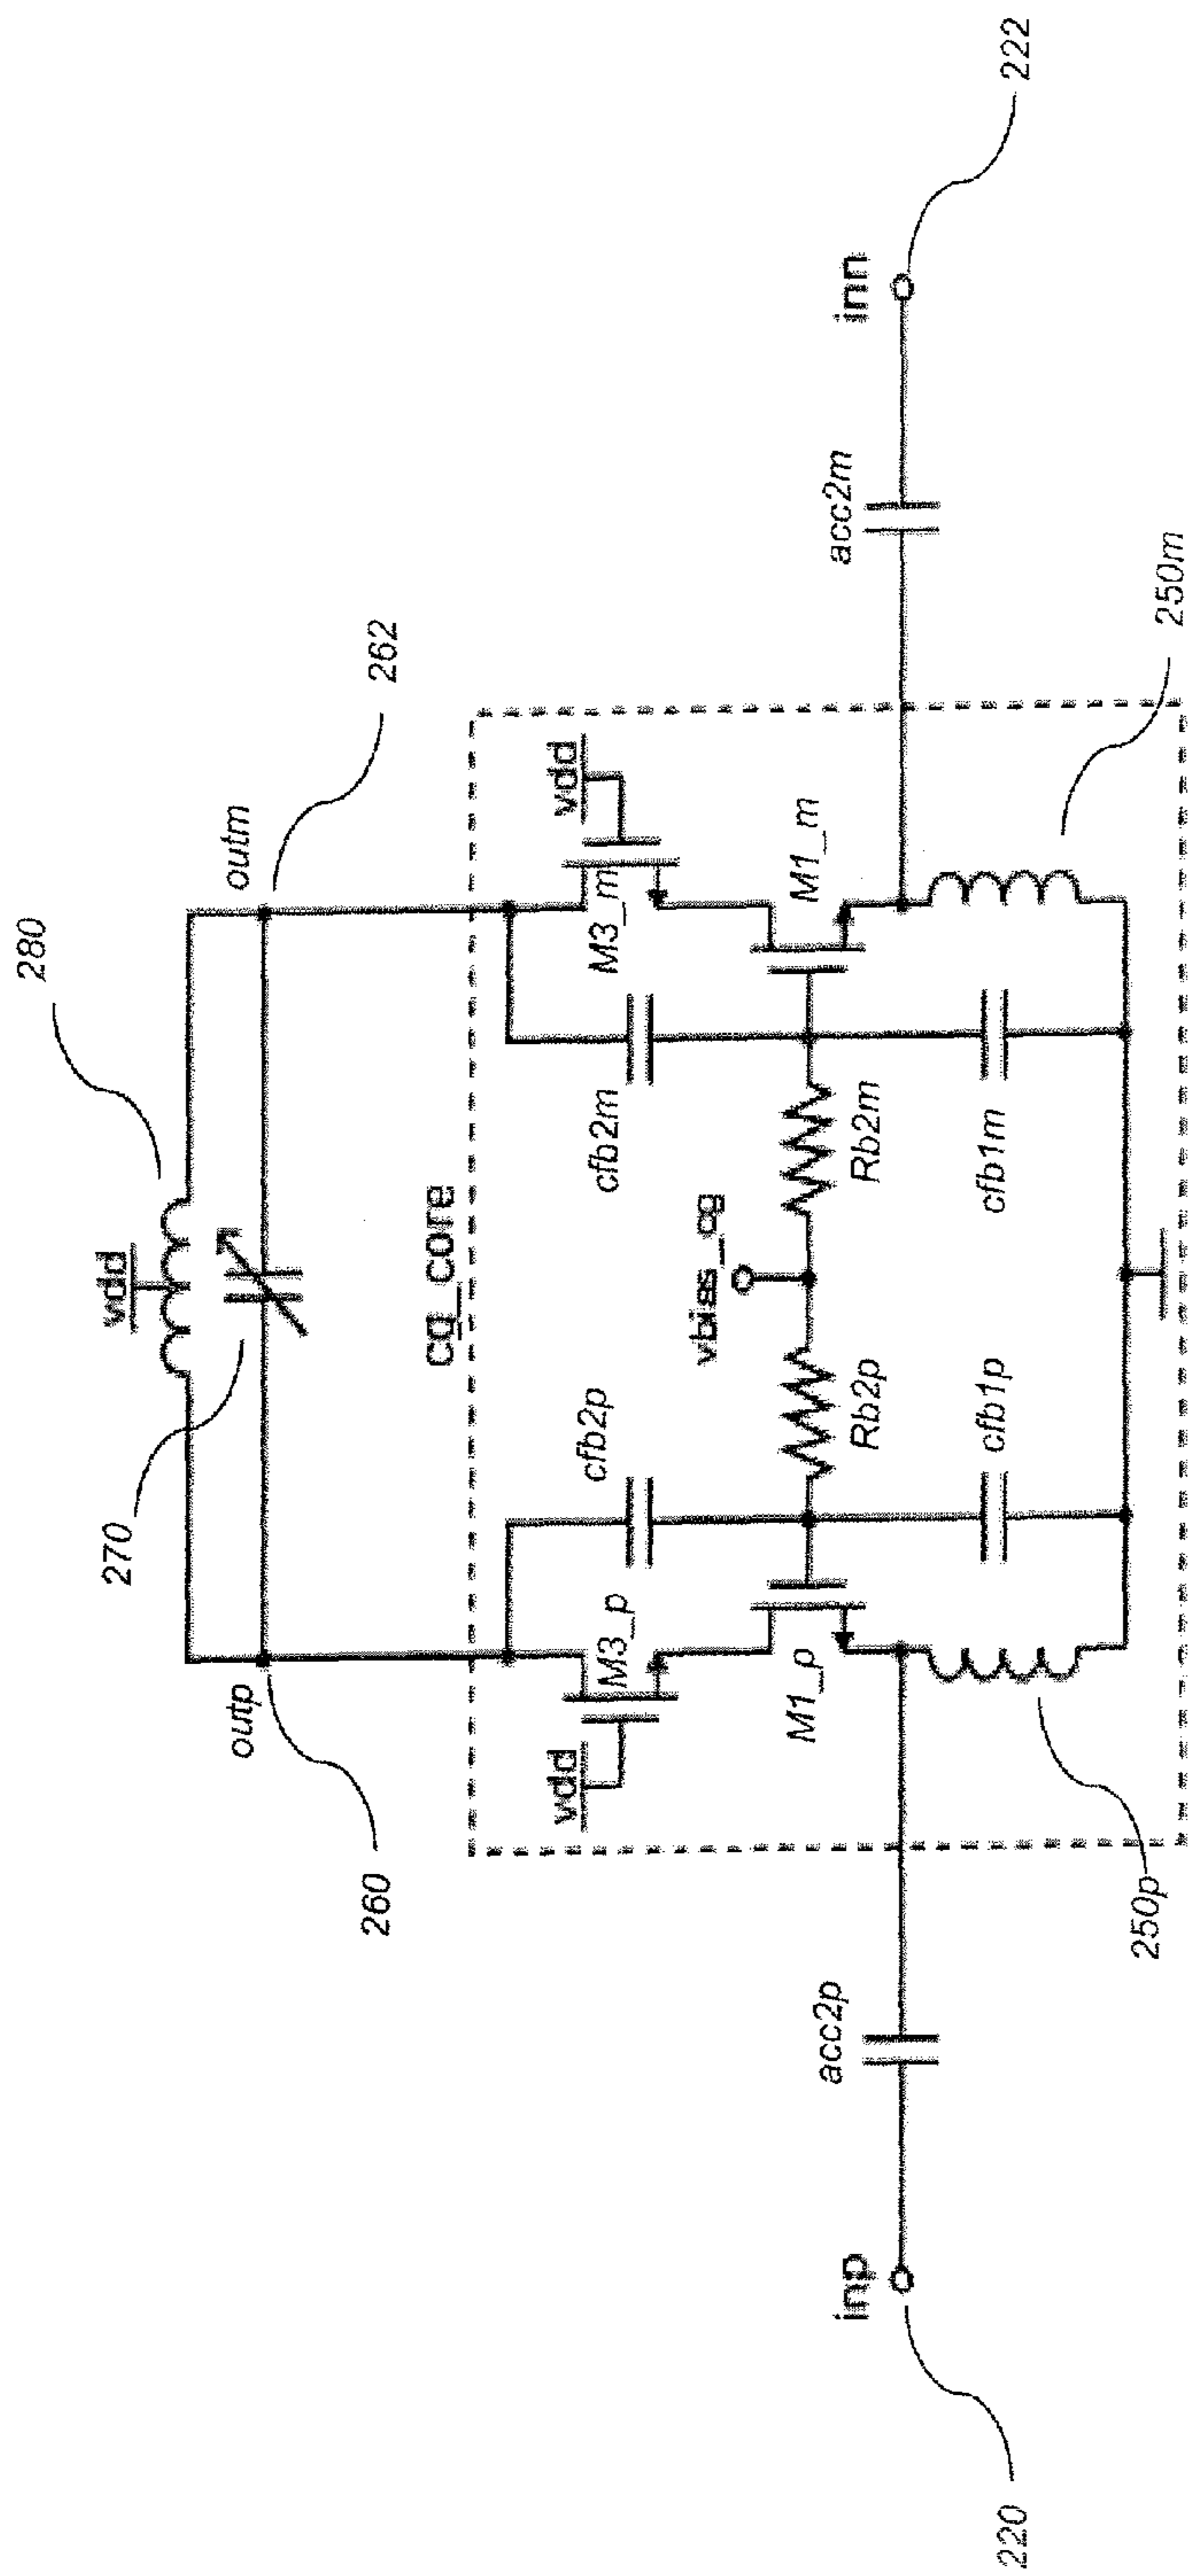 280
vdd
270
outp
outm
260
262
cg_core
vdd
vdd
M3_p
cfb2p
cfb2m
M3_m
vbias_cg
M1_p
Rb2p
Rb2m
M1_m
inp
acc2p
acc2m
inn
cfb1p
cfb1m
220
250p
250m
222